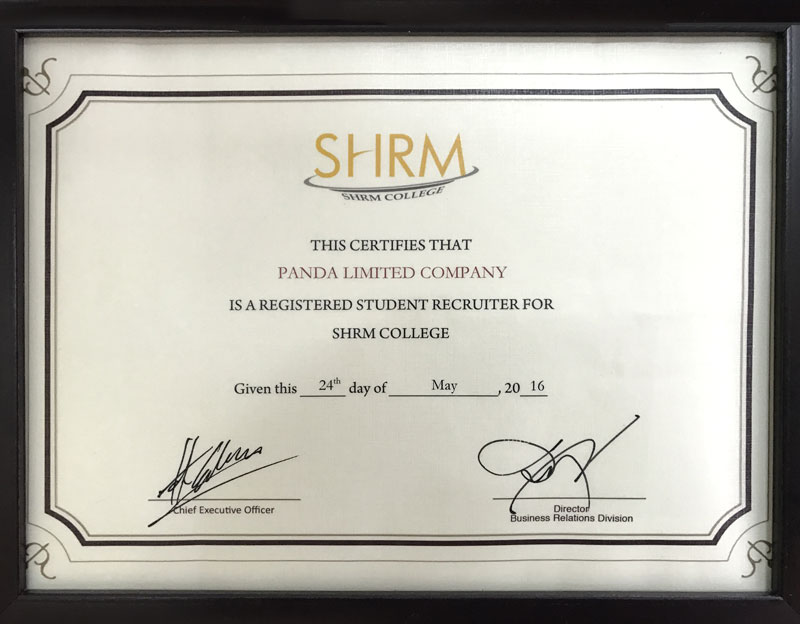 SHRM
SHRM COLLEGE
THIS CERTIFIES THAT
PANDA LIMITED COMPANY
IS A REGISTERED STUDENT RECRUITER FOR
SHRM COLLEGE
Given this 24th day of May, 20 16
Chief Executive Officer
Director
Business Relations Division